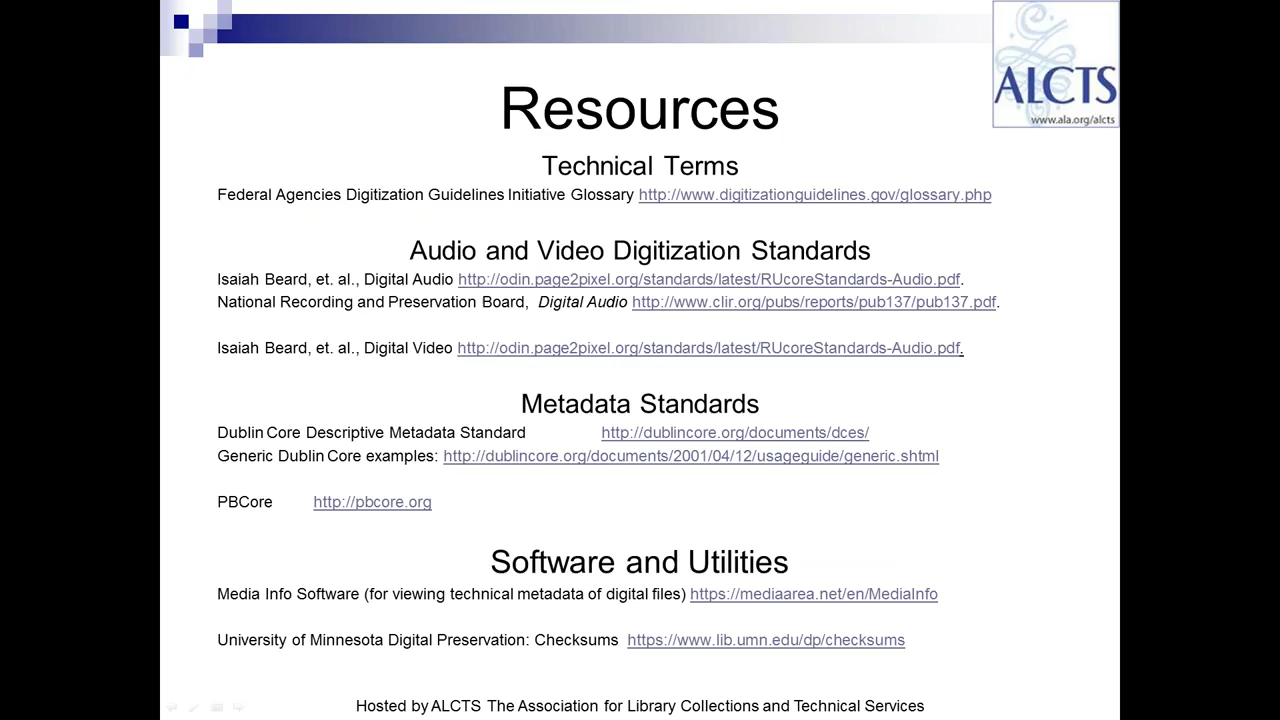 ALCTS
www.ala.org/alcts
Resources
Technical Terms
Federal Agencies Digitization Guidelines Initiative Glossary http://www.digitizationguidelines.gov/glossary.php
Audio and Video Digitization Standards
Isaiah Beard, et. al., Digital Audio http://odin.page2pixel.org/standards/latest/RUcoreStandards-Audio.pdf.
National Recording and Preservation Board, Digital Audio http://www.clir.org/pubs/reports/pub137/pub137.pdf.
Isaiah Beard, et. al., Digital Video http://odin.page2pixel.org/standards/latest/RUcoreStandards-Audio.pdf.
Metadata Standards
Dublin Core Descriptive Metadata Standard http://dublincore.org/documents/dces/
Generic Dublin Core examples: http://dublincore.org/documents/2001/04/12/usageguide/generic.shtml
PBCore http://pbcore.org
Software and Utilities
Media Info Software (for viewing technical metadata of digital files) https://mediaarea.net/en/MediaInfo
University of Minnesota Digital Preservation: Checksums https://www.lib.umn.edu/dp/checksums
Hosted by ALCTS The Association for Library Collections and Technical Services